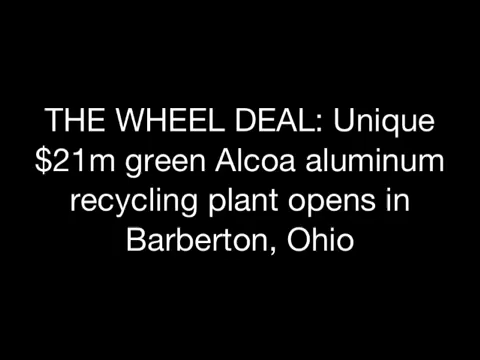 THE WHEEL DEAL: Unique
$21m green Alcoa aluminum
recycling plant opens in
Barberton, Ohio